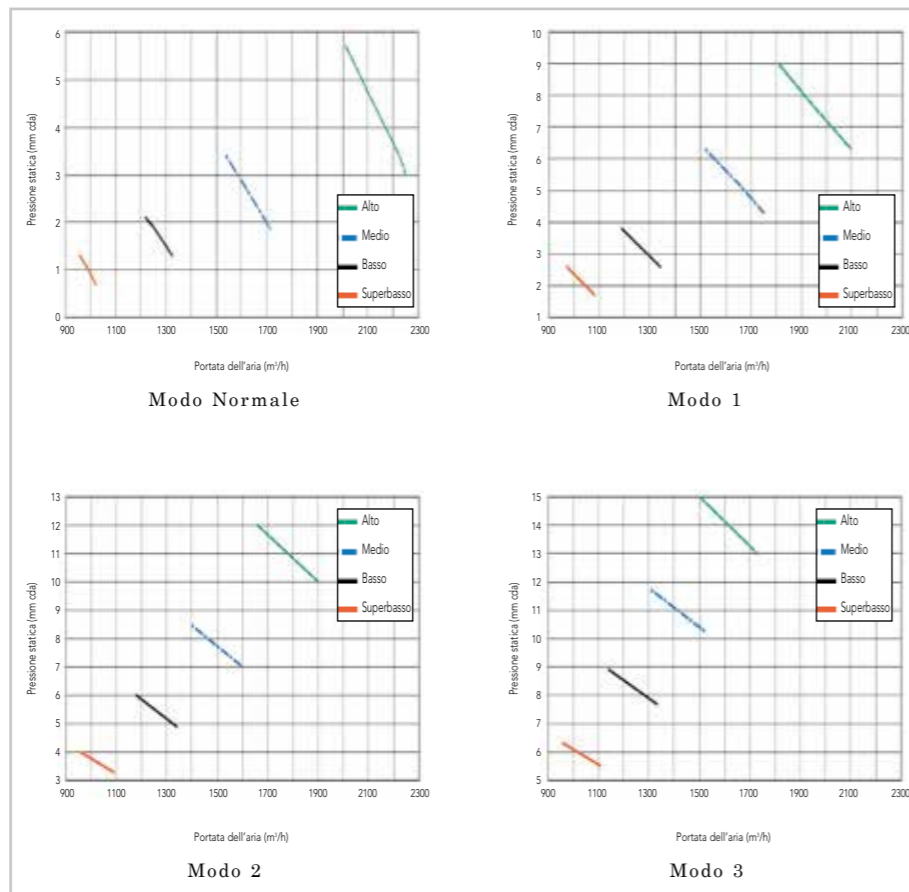 6
5
4
3
2
1
0
Pressione statica (mm cda)
900 1100 1300 1500 1700 1900 2100 2300
Portata dell'aria (m³/h)
Alto
Medio
Basso
Superbasso
Modo Normale
10
9
8
7
6
5
4
3
2
1
Pressione statica (mm cda)
900 1100 1300 1500 1700 1900 2100 2300
Portata dell'aria (m³/h)
Alto
Medio
Basso
Superbasso
Modo 1
13
12
11
10
9
8
7
6
5
4
3
Pressione statica (mm cda)
900 1100 1300 1500 1700 1900 2100 2300
Portata dell'aria (m³/h)
Alto
Medio
Basso
Superbasso
Modo 2
15
14
13
12
11
10
9
8
7
6
5
Pressione statica (mm cda)
900 1100 1300 1500 1700 1900 2100 2300
Portata dell'aria (m³/h)
Alto
Medio
Basso
Superbasso
Modo 3